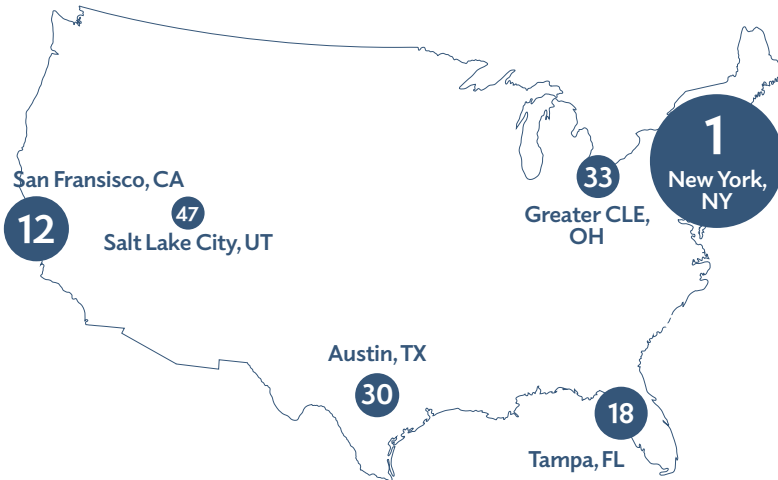 1
New York,
NY
33
Greater CLE,
OH
San Fransisco, CA
12
47
Salt Lake City, UT
Austin, TX
30
18
Tampa, FL